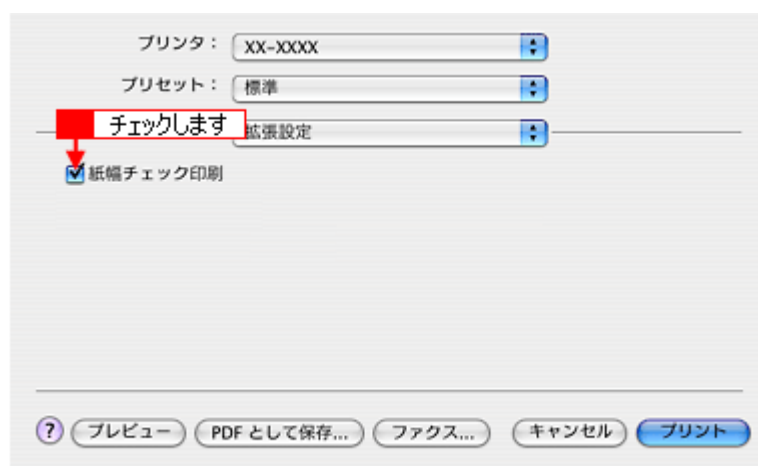 プリンタ： XX-XXXX
プリセット： 標準
チェックします
拡張設定
紙幅チェック印刷
? プレビュー PDF として保存... ファクス... キャンセル プリント